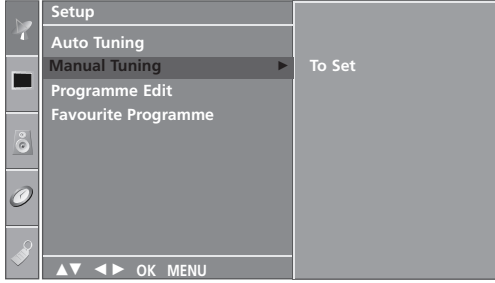 Setup
Auto Tuning
Manual Tuning ► To Set
Programme Edit
Favourite Programme
▲▼ ◄► OK MENU